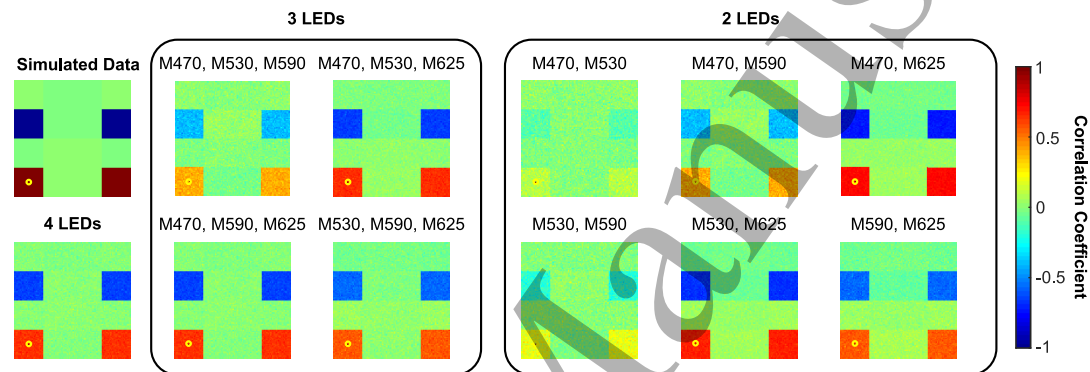 3 LEDs
2 LEDs
Simulated Data
M470, M530, M590
M470, M530, M625
M470, M530
M470, M590
M470, M625
4 LEDs
M470, M590, M625
M530, M590, M625
M530, M590
M530, M625
M590, M625
1
0.5
0
-0.5
-1
Correlation Coefficient
Manus